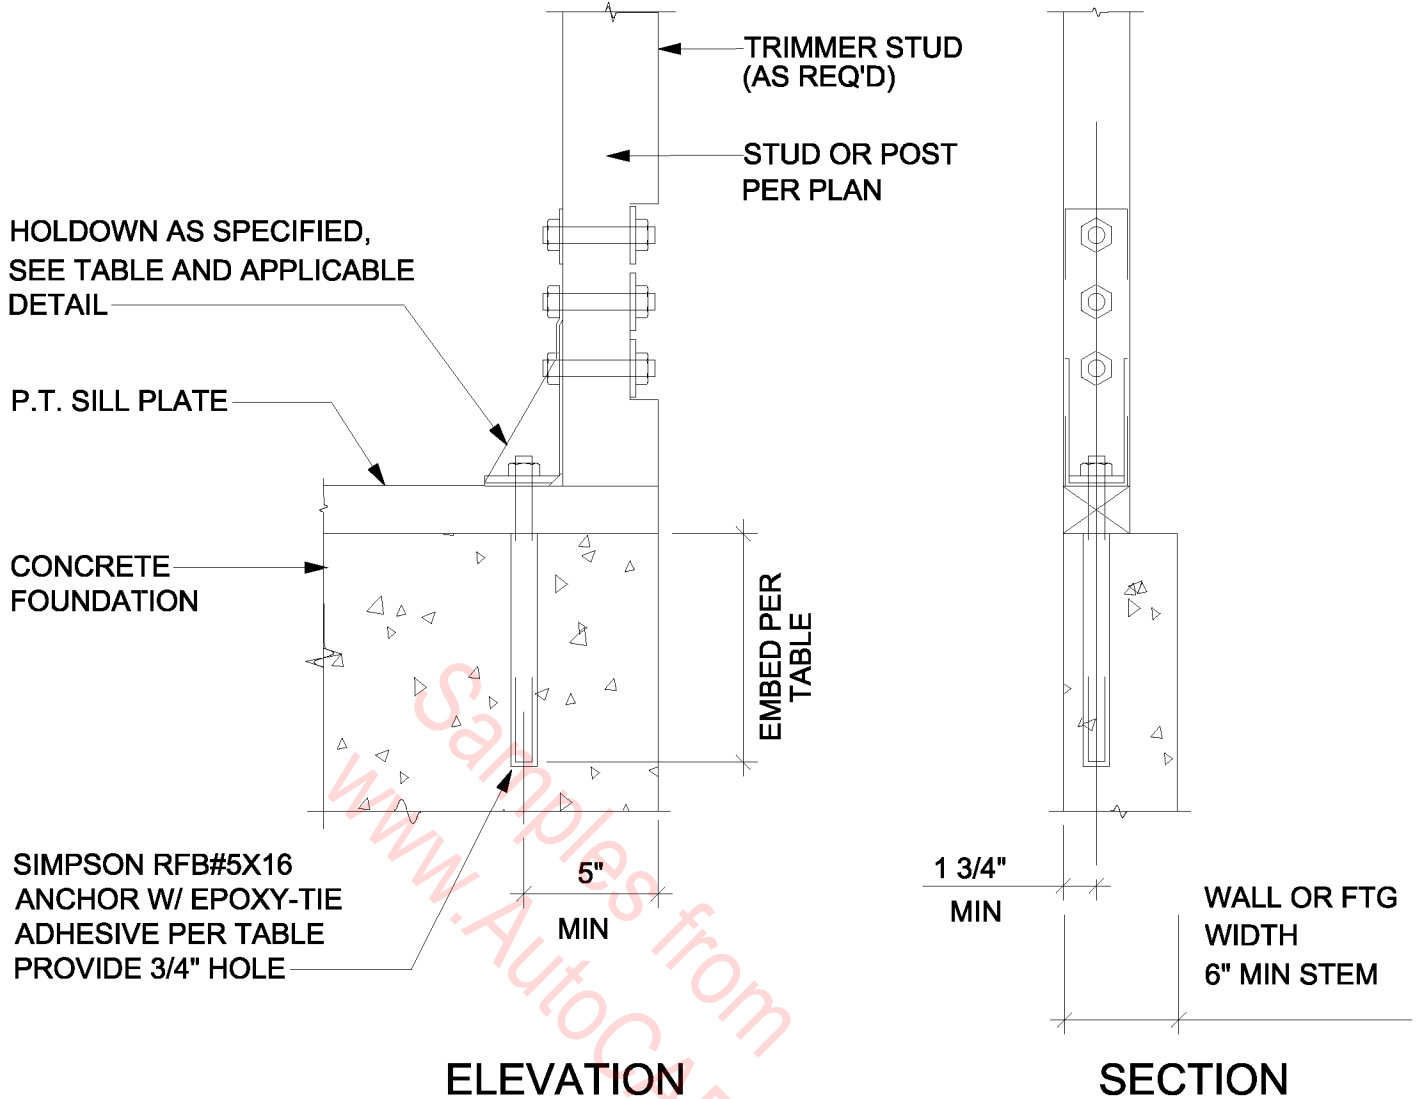 TRIMMER STUD
(AS REQ'D)
STUD OR POST
PER PLAN
HOLDOWN AS SPECIFIED,
SEE TABLE AND APPLICABLE
DETAIL
P.T. SILL PLATE
CONCRETE
FOUNDATION
EMBED PER
TABLE
SIMPSON RFB#5X16
ANCHOR W/ EPOXY-TIE
ADHESIVE PER TABLE
PROVIDE 3/4" HOLE
5"
MIN
1 3/4"
MIN
WALL OR FTG
WIDTH
6" MIN STEM
ELEVATION
SECTION
Samples from
www.AutoCA